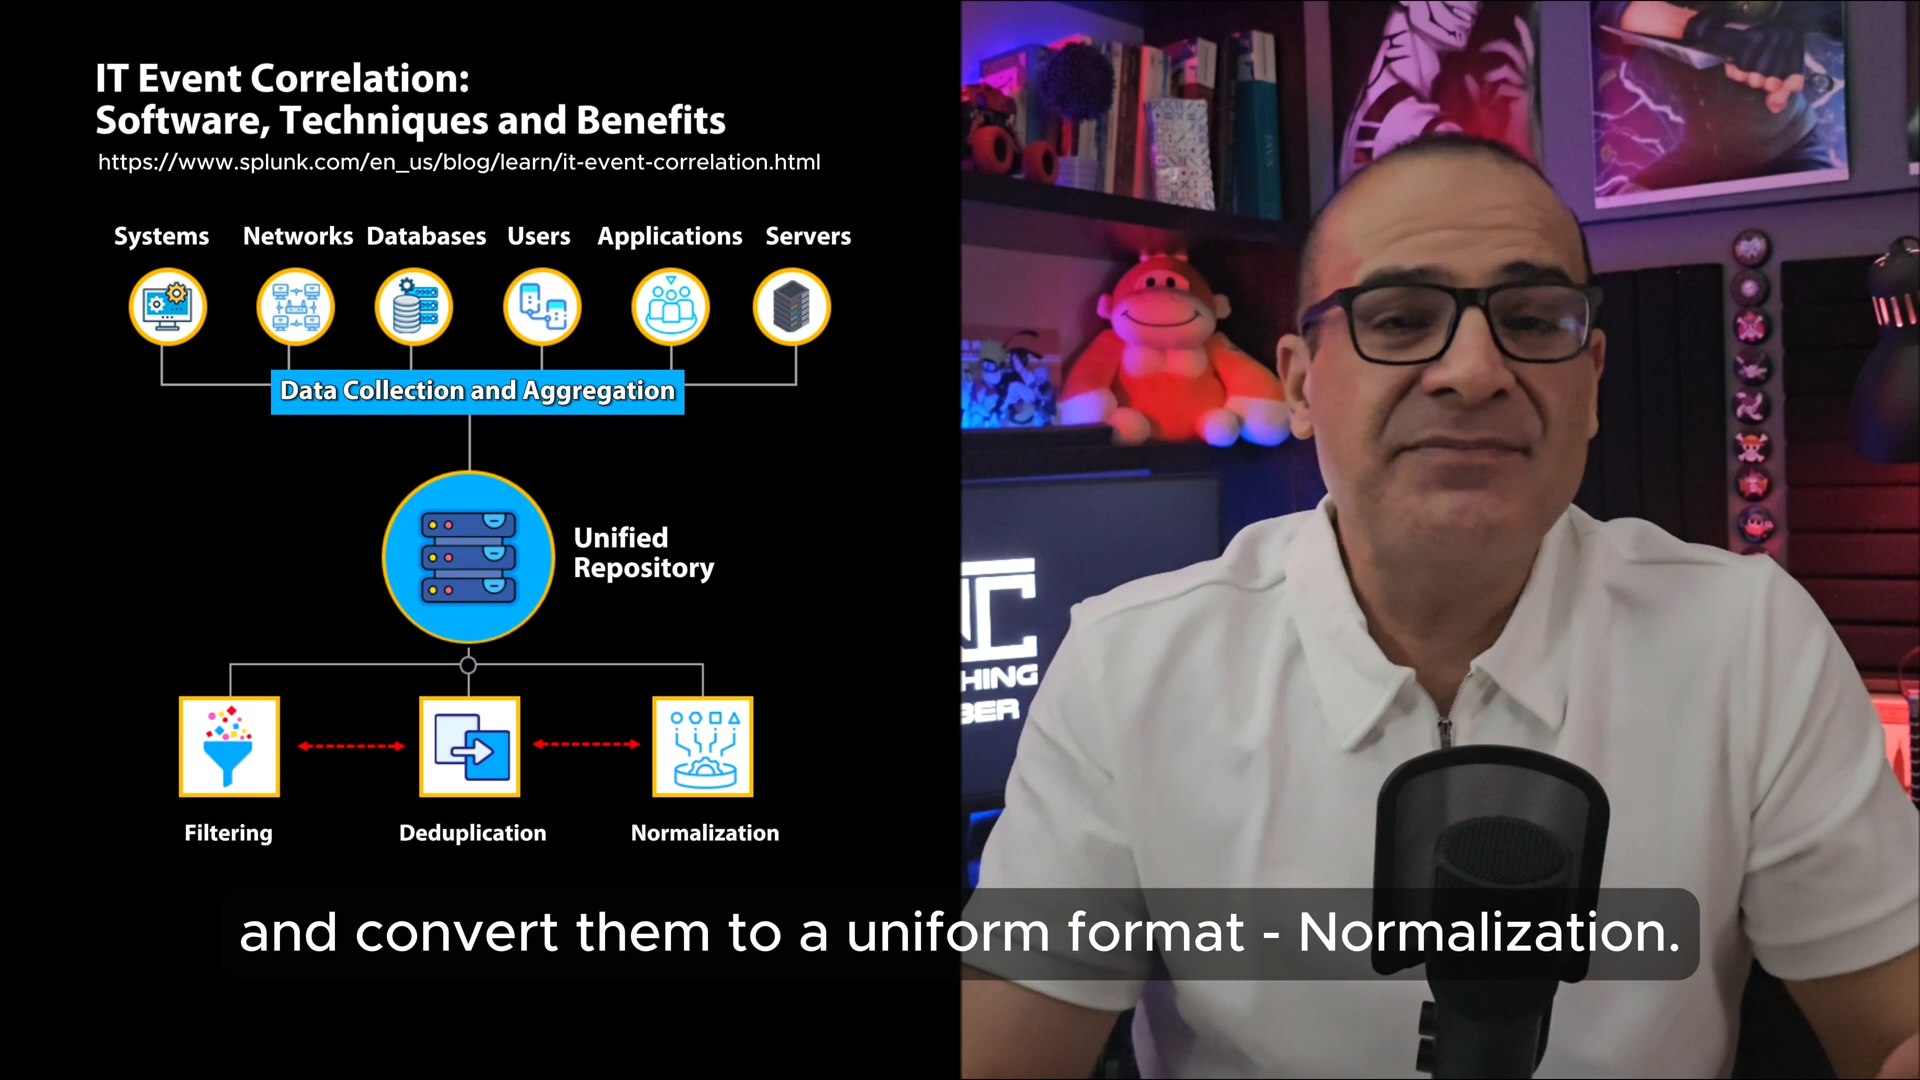 IT Event Correlation:
Software, Techniques and Benefits
https://www.splunk.com/en_us/blog/learn/it-event-correlation.html
Systems Networks Databases Users Applications Servers
Data Collection and Aggregation
Unified
Repository
Filtering Deduplication Normalization
HING
BER
JAVA
and convert them to a uniform format - Normalization.